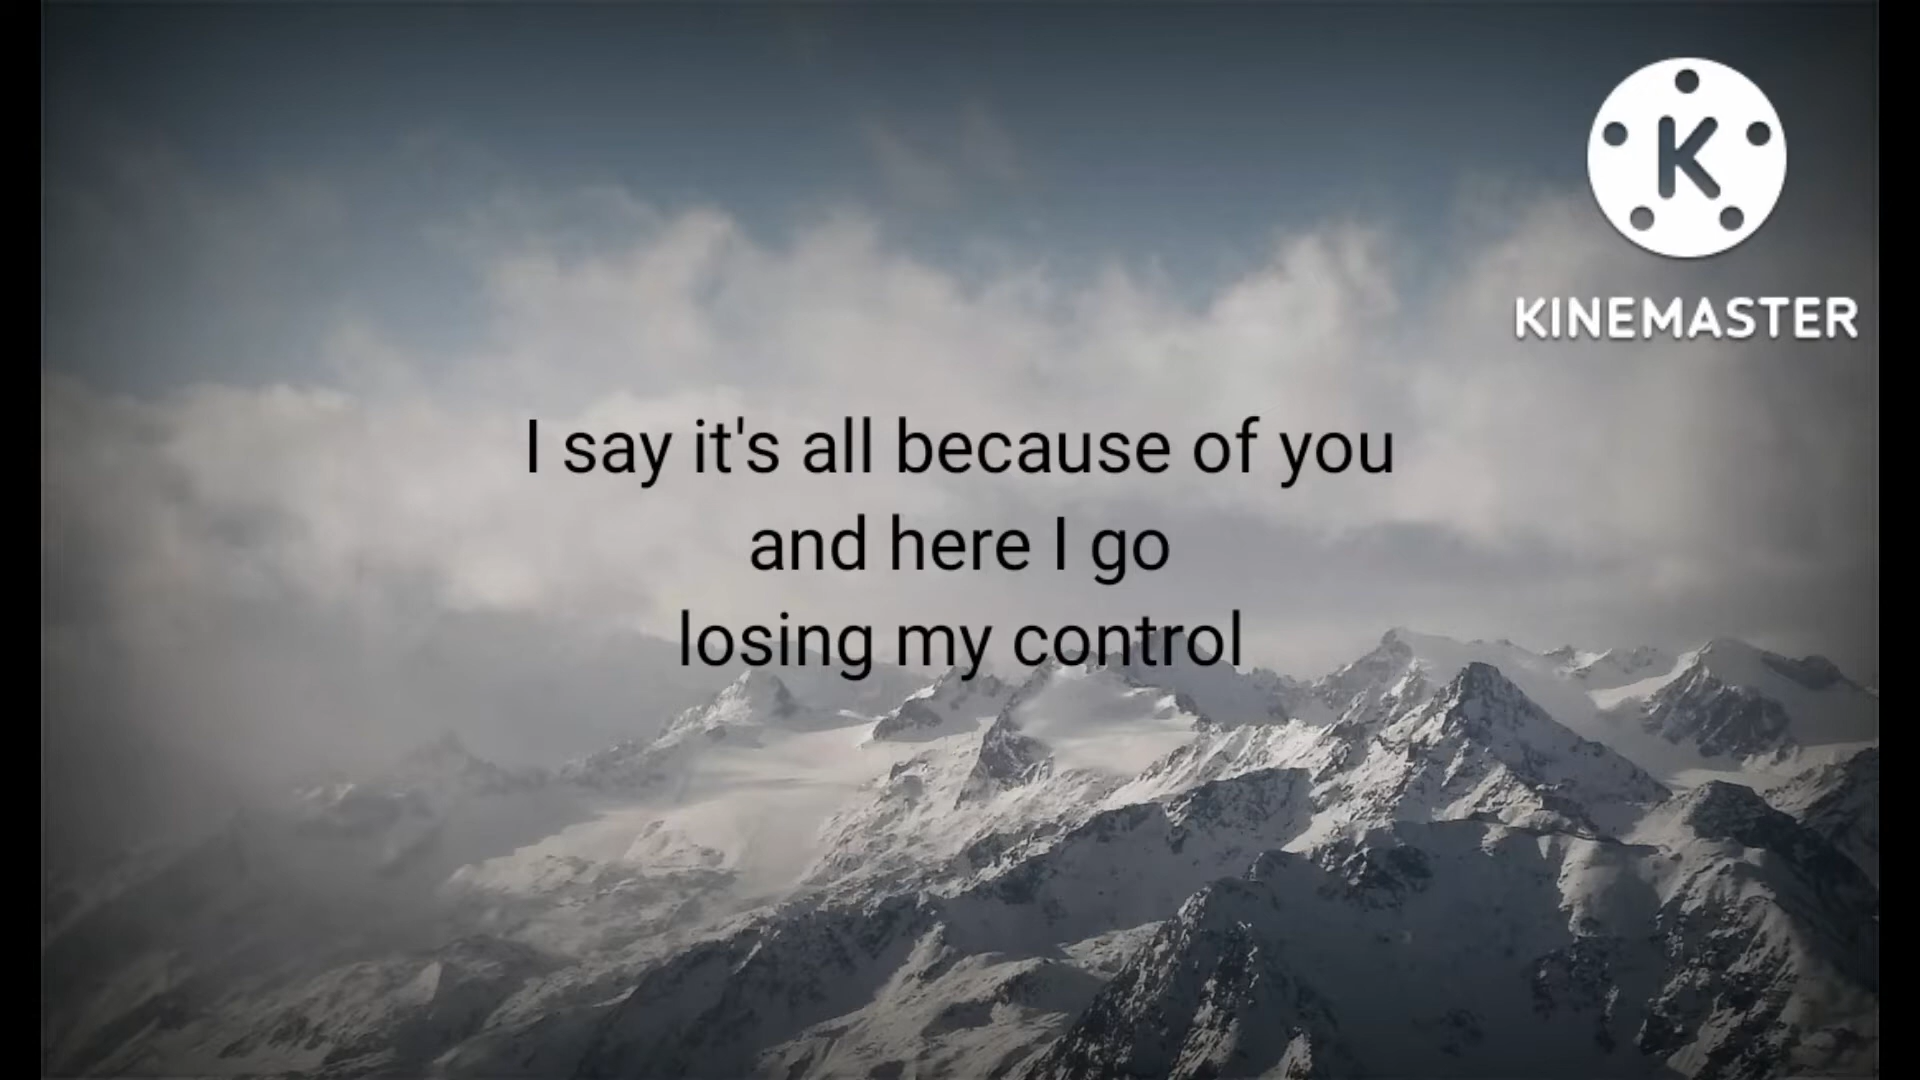 K
KINEMASTER
I say it's all because of you
and here I go
losing my control